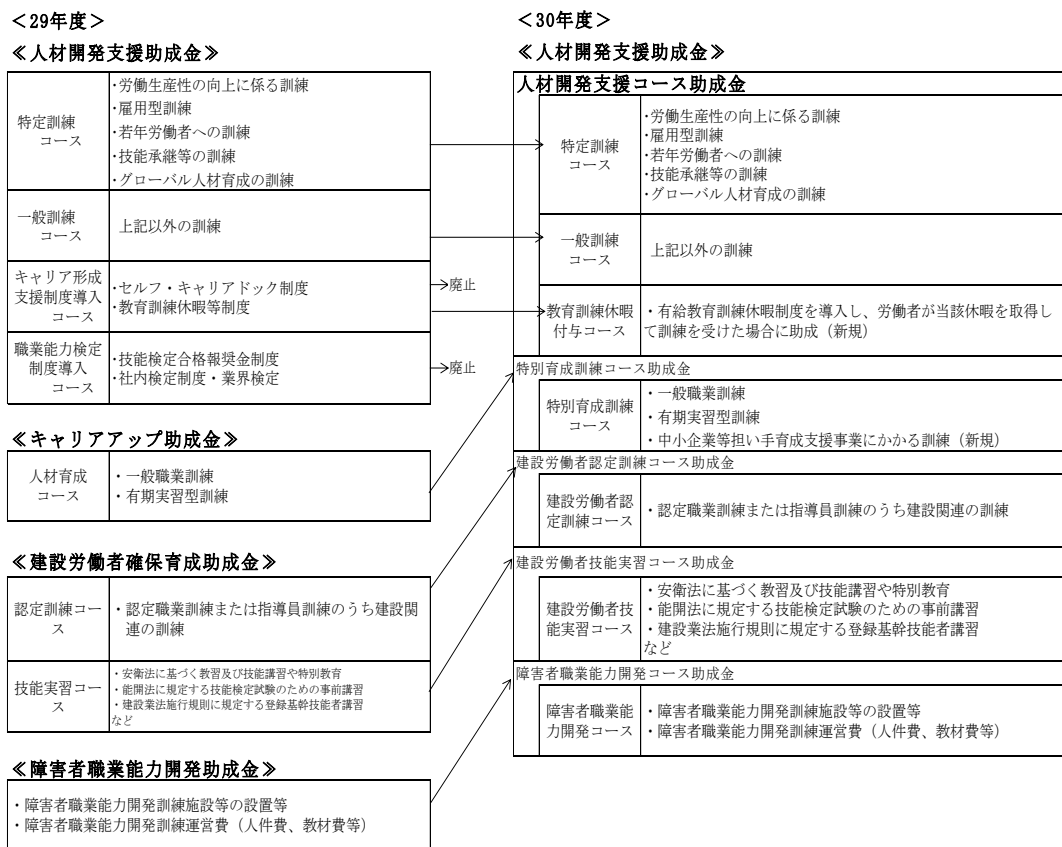 ＜29年度＞
≪人材開発支援助成金≫
特定訓練
コース
・労働生産性の向上に係る訓練
・雇用型訓練
・若年労働者への訓練
・技能承継等の訓練
・グローバル人材育成の訓練
一般訓練
コース
上記以外の訓練
キャリア形成
支援制度導入
コース
・セルフ・キャリアドック制度
・教育訓練休暇等制度
廃止
職業能力検定
制度導入
コース
・技能検定合格報奨金制度
・社内検定制度・業界検定
廃止
≪キャリアアップ助成金≫
人材育成
コース
・一般職業訓練
・有期実習型訓練
≪建設労働者確保育成助成金≫
認定訓練コー
ス
・認定職業訓練または指導員訓練のうち建設関
連の訓練
技能実習コー
ス
・安衛法に基づく教習及び技能講習や特別教育
・能開法に規定する技能検定試験のための事前講習
・建設業法施行規則に規定する登録基幹技能者講習
など
≪障害者職業能力開発助成金≫
・障害者職業能力開発訓練施設等の設置等
・障害者職業能力開発訓練運営費（人件費、教材費等）
＜30年度＞
≪人材開発支援助成金≫
人材開発支援コース助成金
特定訓練
コース
・労働生産性の向上に係る訓練
・雇用型訓練
・若年労働者への訓練
・技能承継等の訓練
・グローバル人材育成の訓練
一般訓練
コース
上記以外の訓練
教育訓練休暇
付与コース
・有給教育訓練休暇制度を導入し、労働者が当該休暇を取得し
て訓練を受けた場合に助成（新規）
特別育成訓練コース助成金
特別育成訓練
コース
・一般職業訓練
・有期実習型訓練
・中小企業等担い手育成支援事業にかかる訓練（新規）
建設労働者認定訓練コース助成金
建設労働者認
定訓練コース
・認定職業訓練または指導員訓練のうち建設関連の訓練
建設労働者技能実習コース助成金
建設労働者技
能実習コース
・安衛法に基づく教習及び技能講習や特別教育
・能開法に規定する技能検定試験のための事前講習
・建設業法施行規則に規定する登録基幹技能者講習
など
障害者職業能力開発コース助成金
障害者職業能
力開発コース
・障害者職業能力開発訓練施設等の設置等
・障害者職業能力開発訓練運営費（人件費、教材費等）